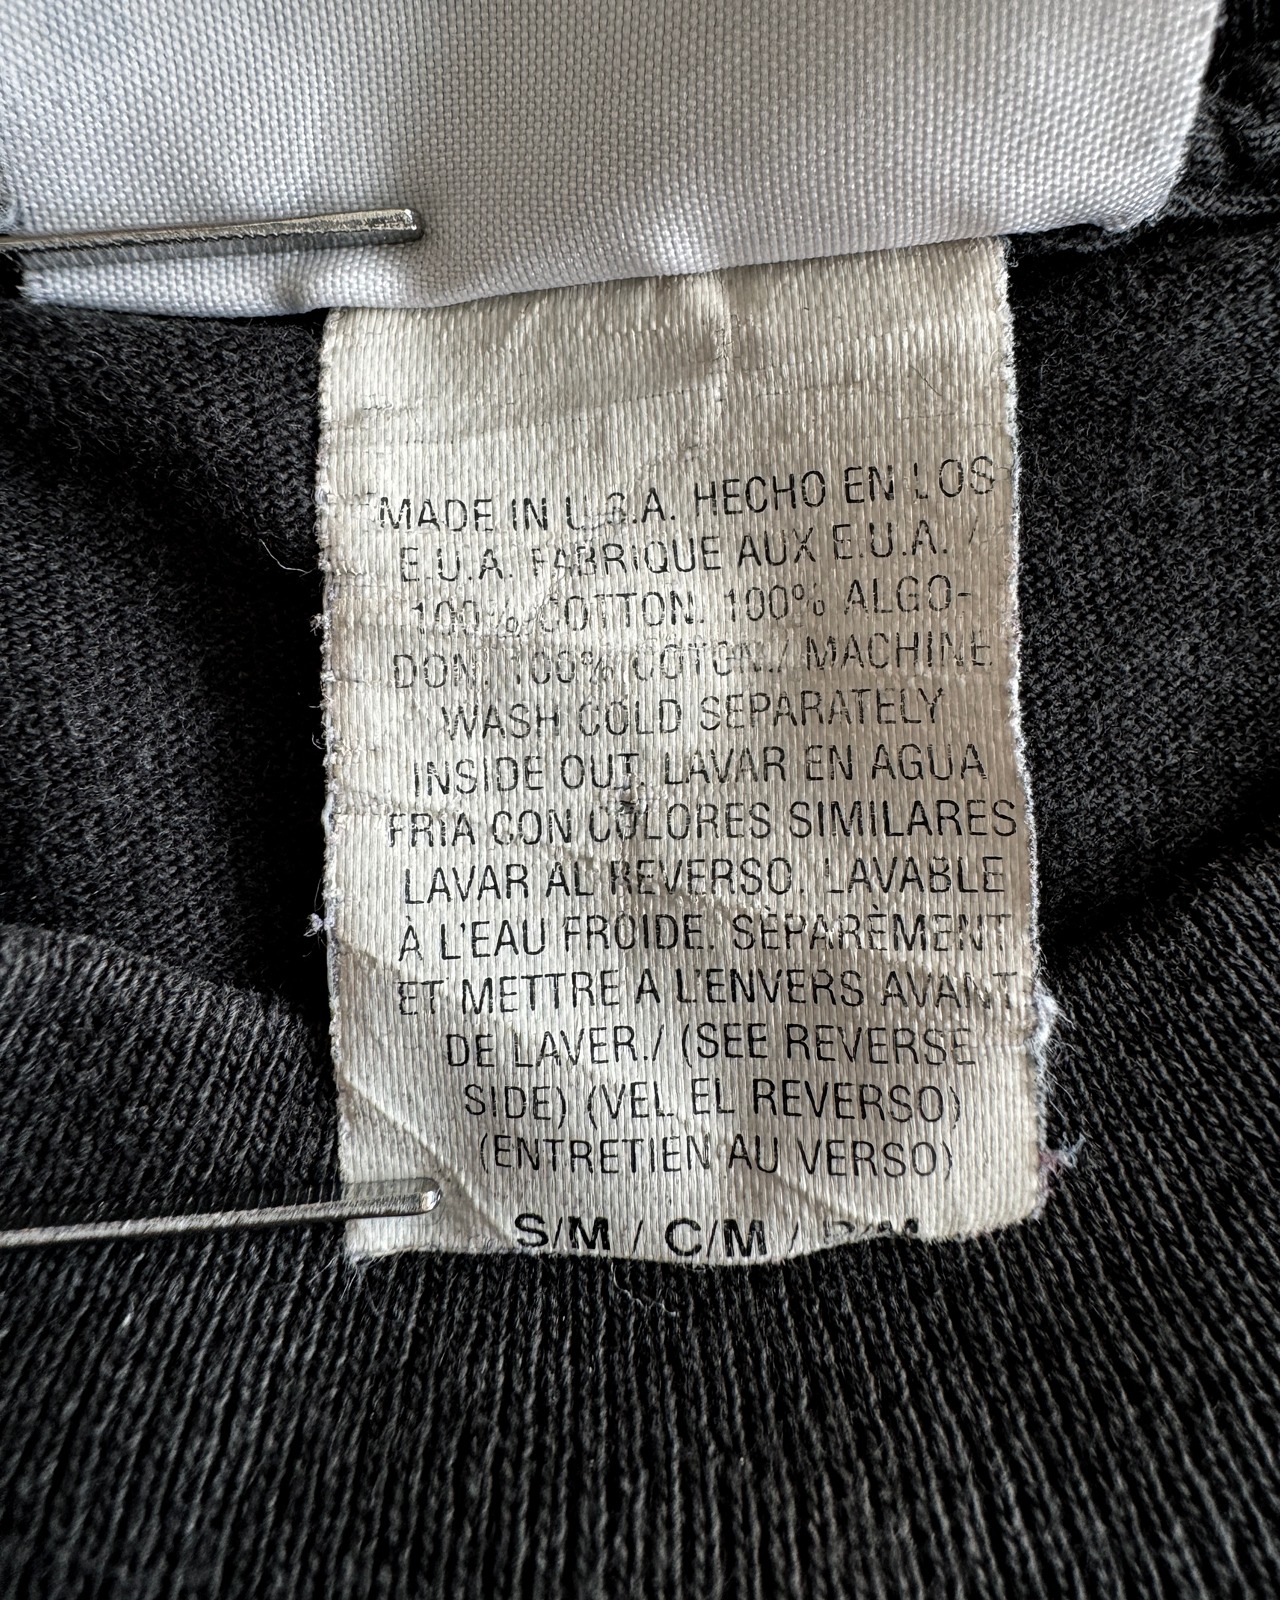 MADE IN U.S.A. HECHO EN LOS
E.U.A. FABRIQUE AUX E.U.A. /
100% COTTON. 100% ALGO-
DON. 100% COTON./ MACHINE
WASH COLD SEPARATELY
INSIDE OUT. LAVAR EN AGUA
FRIA CON COLORES SIMILARES
LAVAR AL REVERSO. LAVABLE
À L'EAU FROIDE. SÈPARÈMENT
ET METTRE A L'ENVERS AVANT
DE LAVER./ (SEE REVERSE
SIDE) (VEL EL REVERSO)
(ENTRETIEN AU VERSO)
S/M / C/M /